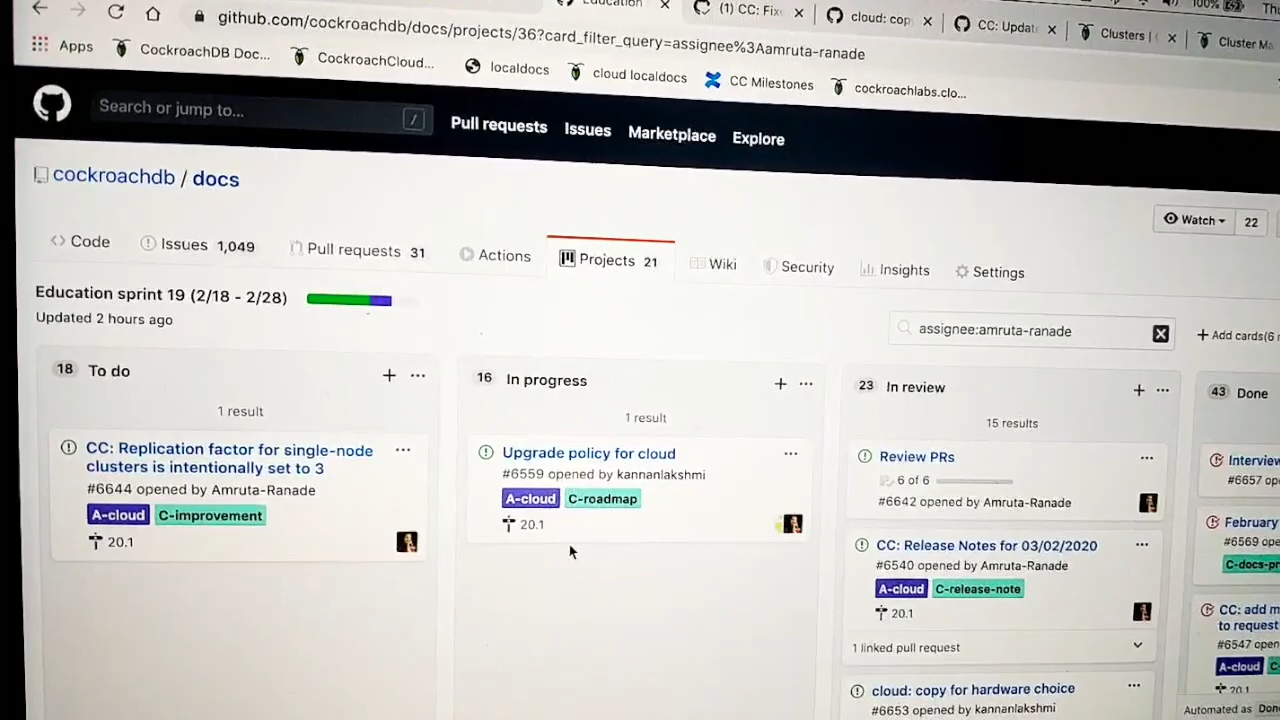 Education
(1) CC: Fix
cloud: cop
CC: Updat
Clusters |
Cluster Ma
100%
github.com/cockroachdb/docs/projects/36?card_filter_query=assignee%3Aamruta-ranade
Apps
CockroachDB Doc...
CockroachCloud...
localdocs
cloud localdocs
CC Milestones
cockroachlabs.clo...
Search or jump to...
/
Pull requests
Issues
Marketplace
Explore
cockroachdb / docs
Watch
22
Code
Issues 1,049
Pull requests 31
Actions
Projects 21
Wiki
Security
Insights
Settings
Education sprint 19 (2/18 - 2/28)
Updated 2 hours ago
assignee:amruta-ranade
+ Add cards(6
18 To do
1 result
CC: Replication factor for single-node
clusters is intentionally set to 3
#6644 opened by Amruta-Ranade
A-cloud C-improvement
20.1
16 In progress
1 result
Upgrade policy for cloud
#6559 opened by kannanlakshmi
A-cloud C-roadmap
20.1
23 In review
15 results
Review PRs
6 of 6
#6642 opened by Amruta-Ranade
CC: Release Notes for 03/02/2020
#6540 opened by Amruta-Ranade
A-cloud C-release-note
20.1
1 linked pull request
cloud: copy for hardware choice
#6653 opened by kannanlakshmi
43 Done
Interview
#6657 ope
February
#6569 ope
C-docs-pr
CC: add m
to request
#6547 open
A-cloud C-
20.1
Automated as Done